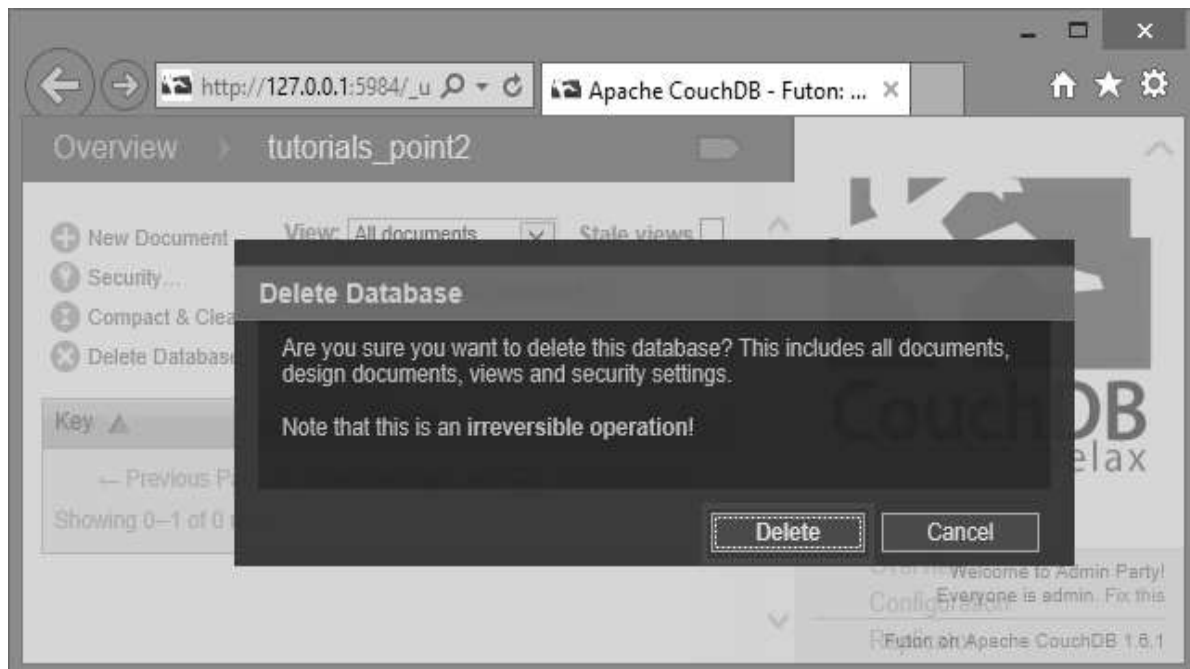 http://127.0.0.1:5984/_u
Apache CouchDB - Futon: ...
Overview
tutorials_point2
New Document
View: All documents
Stale views
Security...
Compact & Clea
Delete Database
Delete Database
Are you sure you want to delete this database? This includes all documents,
design documents, views and security settings.
Note that this is an irreversible operation!
Delete
Cancel
Key
← Previous Pa
Showing 0–1 of 0
CouchDB
elax
Overview
Welcome to Admin Party!
Everyone is admin. Fix this
Configuration
Futon on Apache CouchDB 1.6.1